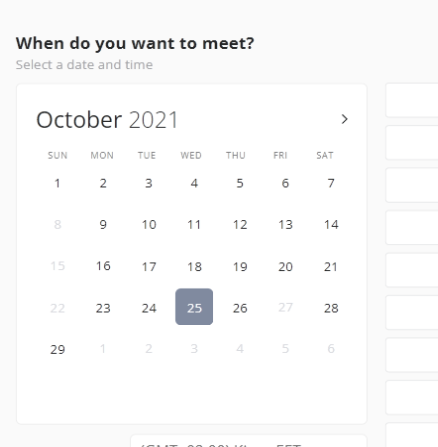 When do you want to meet?
Select a date and time
October 2021
SUN MON TUE WED THU FRI SAT
1 2 3 4 5 6 7
8 9 10 11 12 13 14
15 16 17 18 19 20 21
22 23 24 25 26 27 28
29 1 2 3 4 5 6